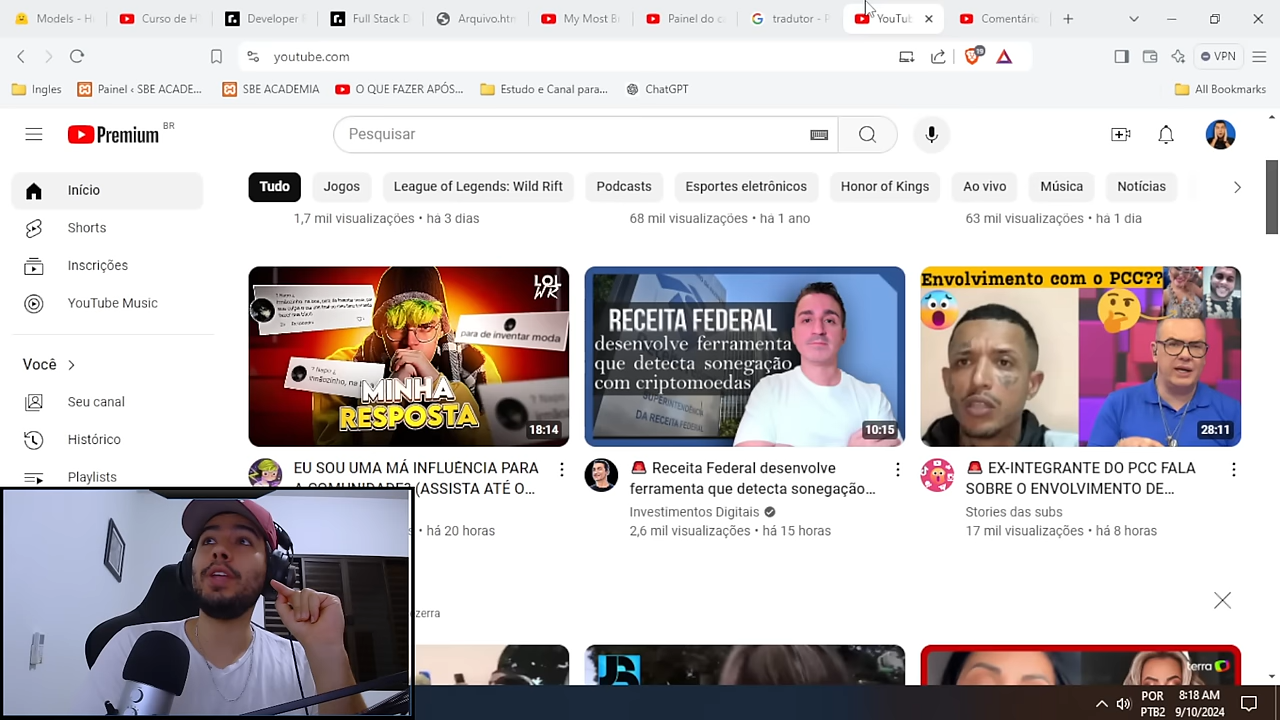 Models - H
Curso de H
Developer
Full Stack D
Arquivo.htm
My Most B
Painel do c
tradutor - P
YouTub
Comentário
youtube.com
19
VPN
Ingles
Painel ‹ SBE ACADE...
SBE ACADEMIA
O QUE FAZER APÓS...
Estudo e Canal para...
ChatGPT
All Bookmarks
Premium BR
Pesquisar
Início
Shorts
Inscrições
YouTube Music
Você
Seu canal
Histórico
Playlists
Tudo
Jogos
League of Legends: Wild Rift
Podcasts
Esportes eletrônicos
Honor of Kings
Ao vivo
Música
Notícias
1,7 mil visualizações • há 3 dias
68 mil visualizações • há 1 ano
63 mil visualizações • há 1 dia
LOL
WR
para de inventar moda
MINHA
RESPOSTA
18:14
RECEITA FEDERAL
desenvolve ferramenta
que detecta sonegação
com criptomoedas
SUPERINTENDÊNCIA
DA RECEITA FEDERAL
10:15
Envolvimento com o PCC??
28:11
EU SOU UMA MÁ INFLUÊNCIA PARA
A COMUNIDADE? (ASSISTA ATÉ O...
• há 20 horas
Receita Federal desenvolve
ferramenta que detecta sonegação...
Investimentos Digitais
2,6 mil visualizações • há 15 horas
EX-INTEGRANTE DO PCC FALA
SOBRE O ENVOLVIMENTO DE...
Stories das subs
17 mil visualizações • há 8 horas
zerra
terra
POR
PTB2
8:18 AM
9/10/2024